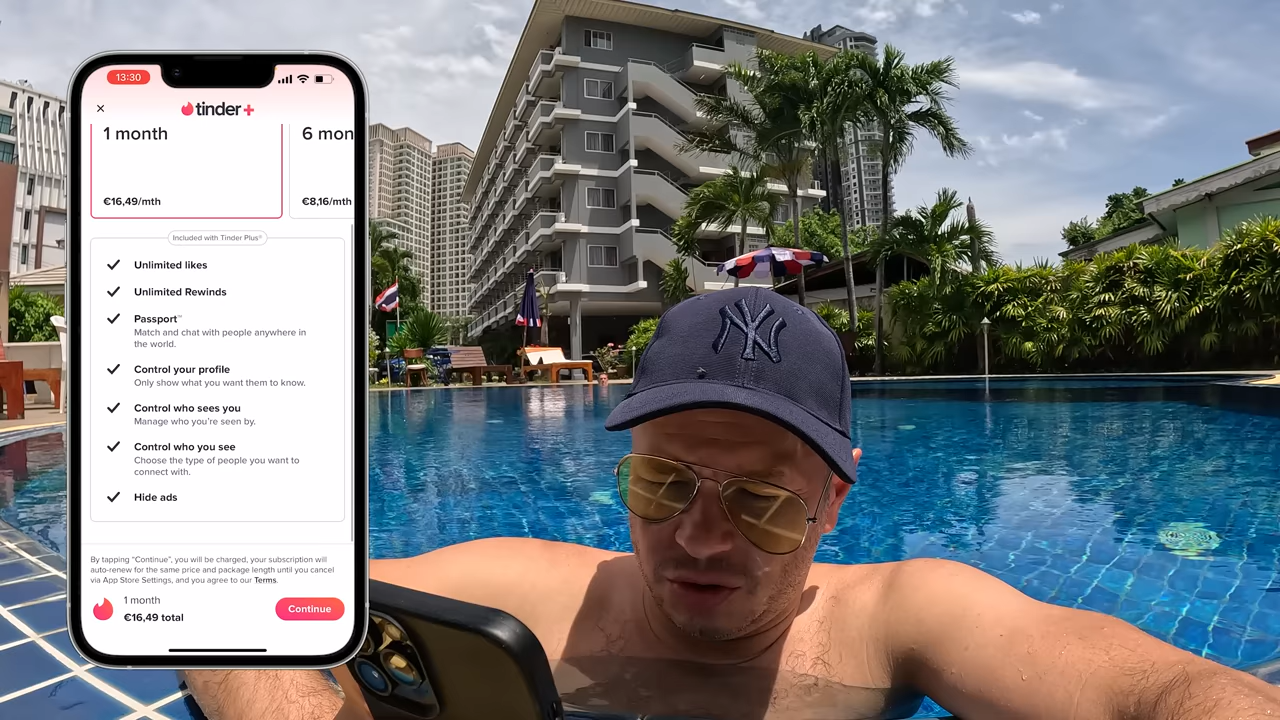 13:30
tinder+
1 month
6 mon
€16,49/mth
€8,16/mth
Included with Tinder Plus®
Unlimited likes
Unlimited Rewinds
Passport™
Match and chat with people anywhere in
the world.
Control your profile
Only show what you want them to know.
Control who sees you
Manage who you're seen by.
Control who you see
Choose the type of people you want to
connect with.
Hide ads
By tapping "Continue", you will be charged, your subscription will
auto-renew for the same price and package length until you cancel
via App Store Settings, and you agree to our Terms.
1 month
€16,49 total
Continue
NY